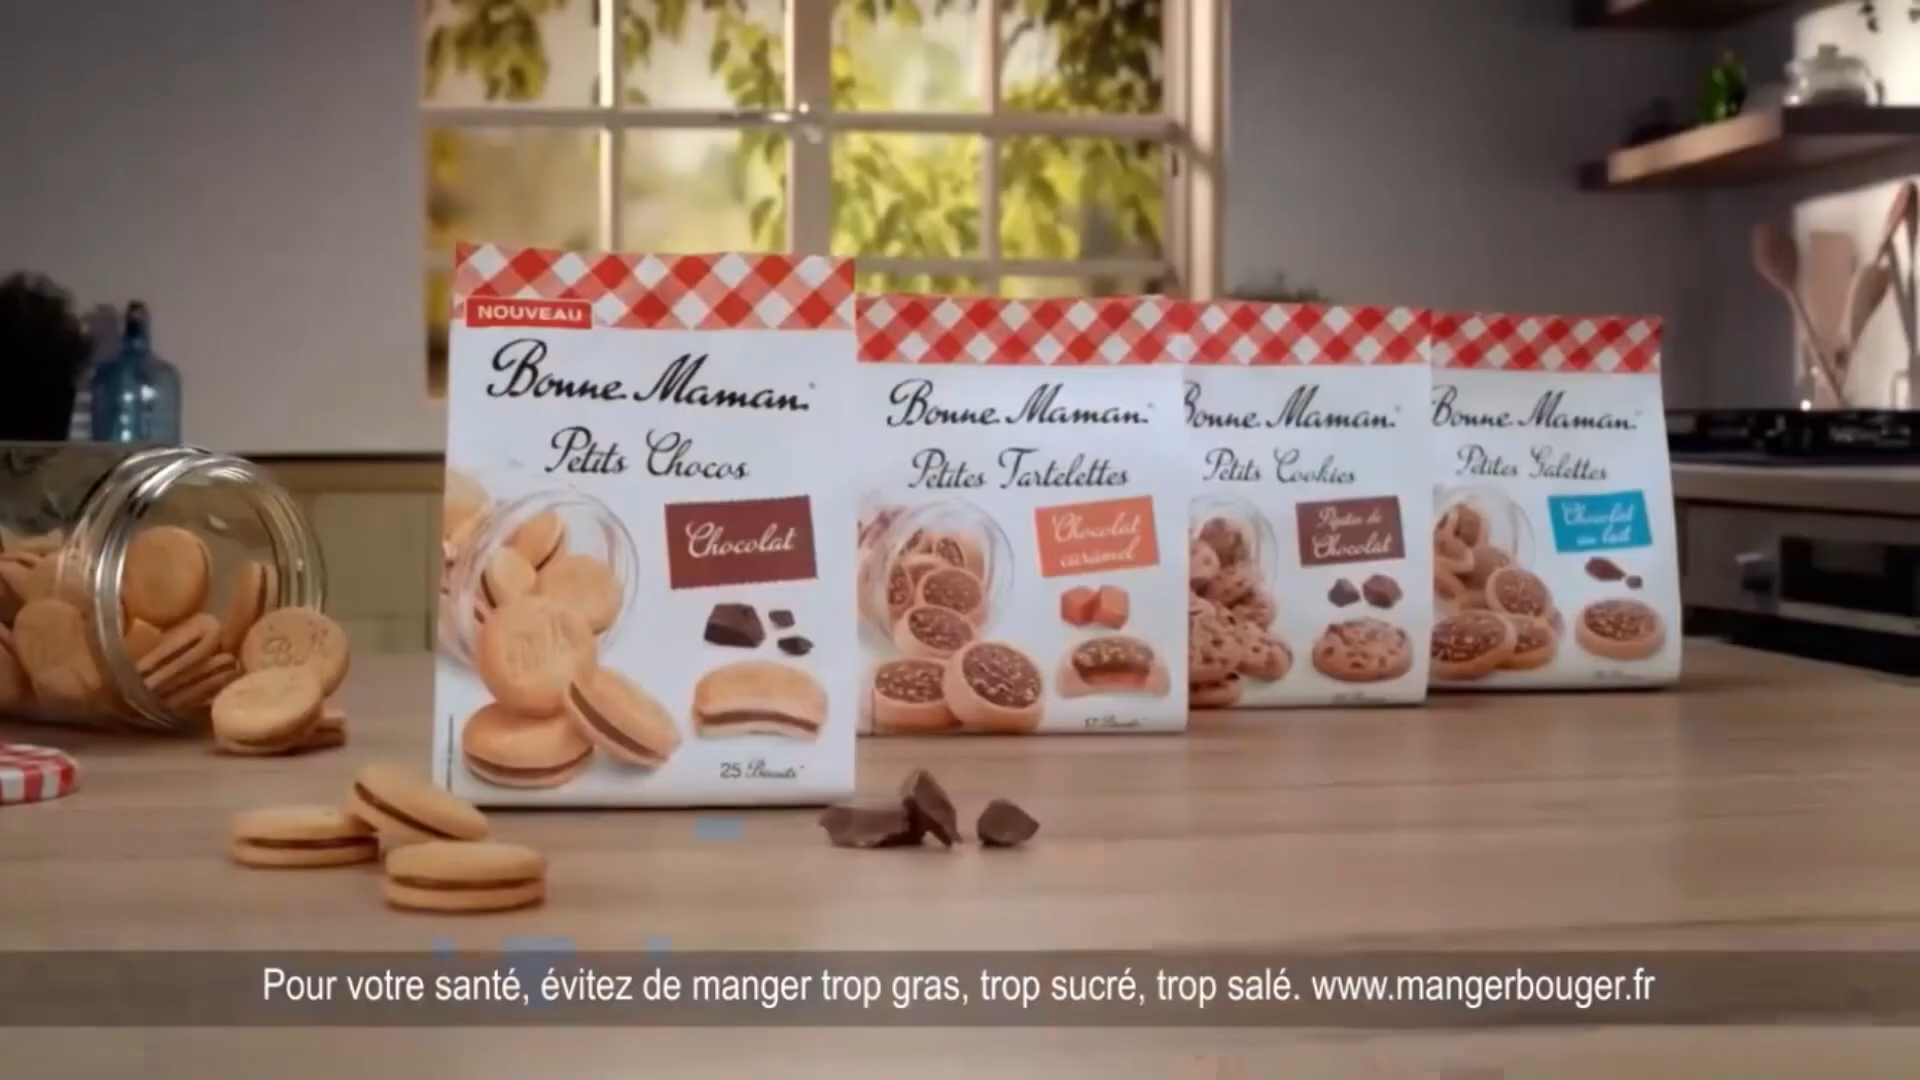 NOUVEAU
Bonne Maman
Petits Chocos
Chocolat
25 Biscuits
Bonne Maman
Petites Tartelettes
Chocolat
caramel
17 Biscuits
Bonne Maman
Petits Cookies
Pépites de
Chocolat
Bonne Maman
Petites Galettes
Chocolat
au lait
Pour votre santé, évitez de manger trop gras, trop sucré, trop salé. www.mangerbouger.fr